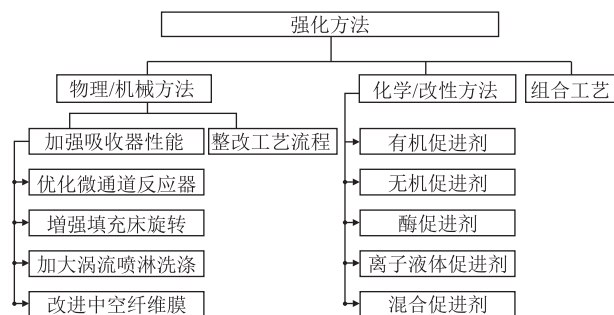 强化方法
物理/机械方法
化学/改性方法
组合工艺
加强吸收器性能
整改工艺流程
有机促进剂
优化微通道反应器
无机促进剂
增强填充床旋转
酶促进剂
加大涡流喷淋洗涤
离子液体促进剂
改进中空纤维膜
混合促进剂